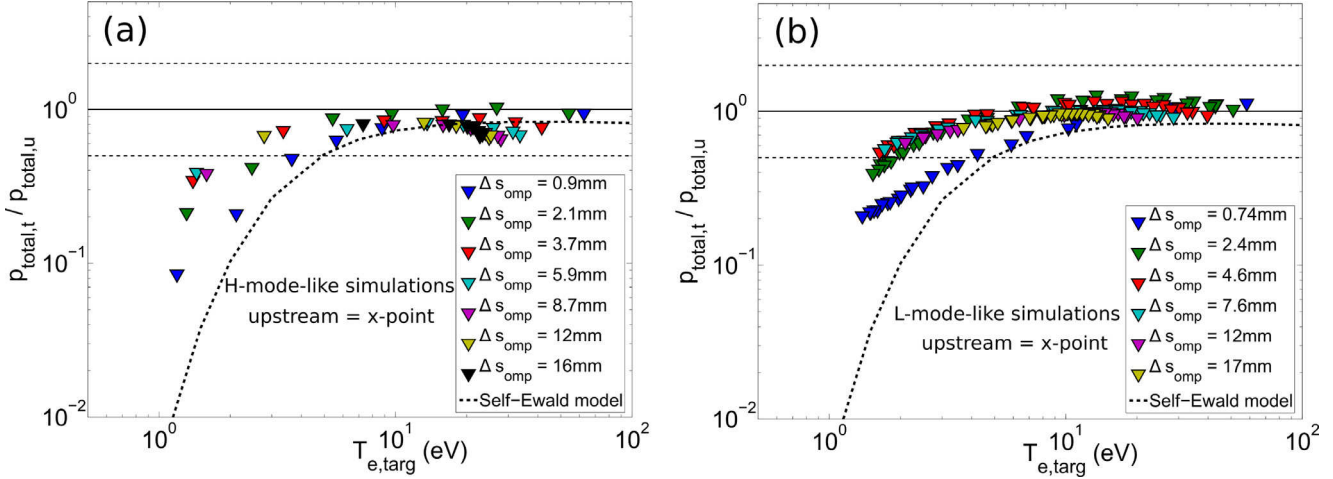 (a)
p_total,t / p_total,u
10^0
10^-1
10^-2
H-mode-like simulations
upstream = x-point
Δ s_omp = 0.9mm
Δ s_omp = 2.1mm
Δ s_omp = 3.7mm
Δ s_omp = 5.9mm
Δ s_omp = 8.7mm
Δ s_omp = 12mm
Δ s_omp = 16mm
Self-Ewald model
10^0
10^1
10^2
T_e,targ (eV)
(b)
p_total,t / p_total,u
10^0
10^-1
10^-2
L-mode-like simulations
upstream = x-point
Δ s_omp = 0.74mm
Δ s_omp = 2.4mm
Δ s_omp = 4.6mm
Δ s_omp = 7.6mm
Δ s_omp = 12mm
Δ s_omp = 17mm
Self-Ewald model
10^0
10^1
10^2
T_e,targ (eV)